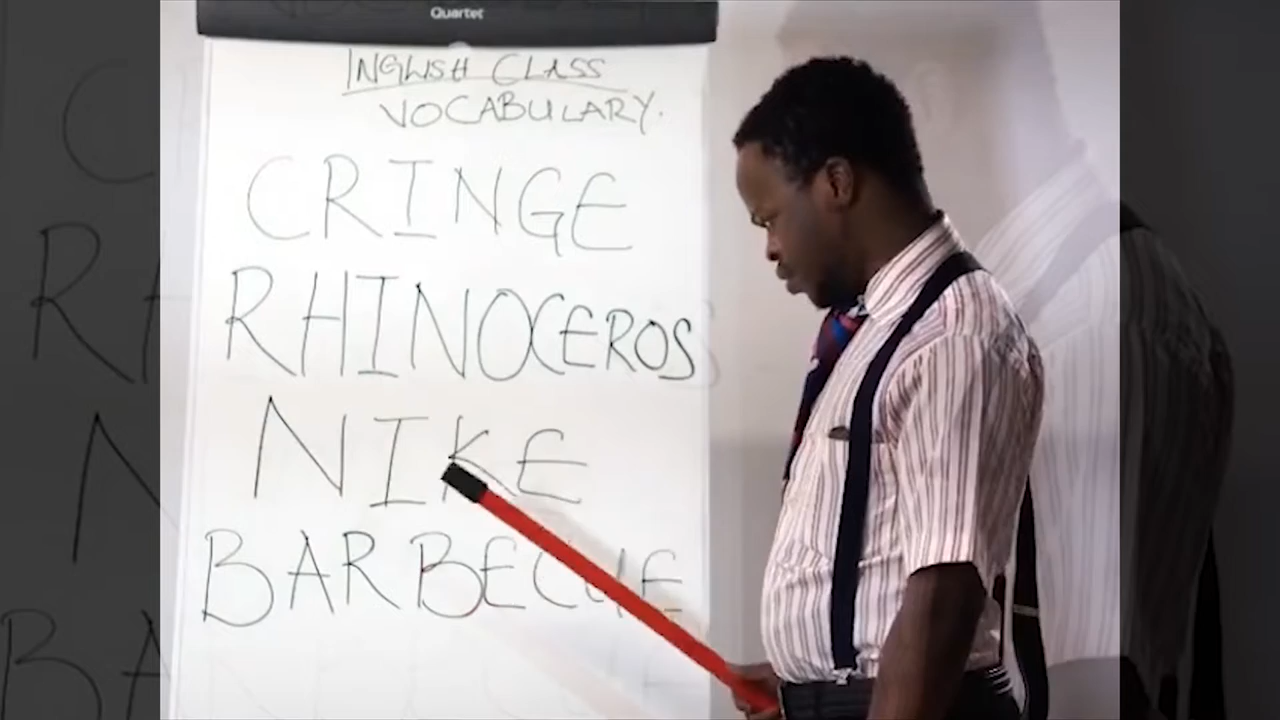 Quartet
INGLISH CLASS
VOCABULARY.
CRINGE
RHINOCEROS
NIKE
BARBECUE